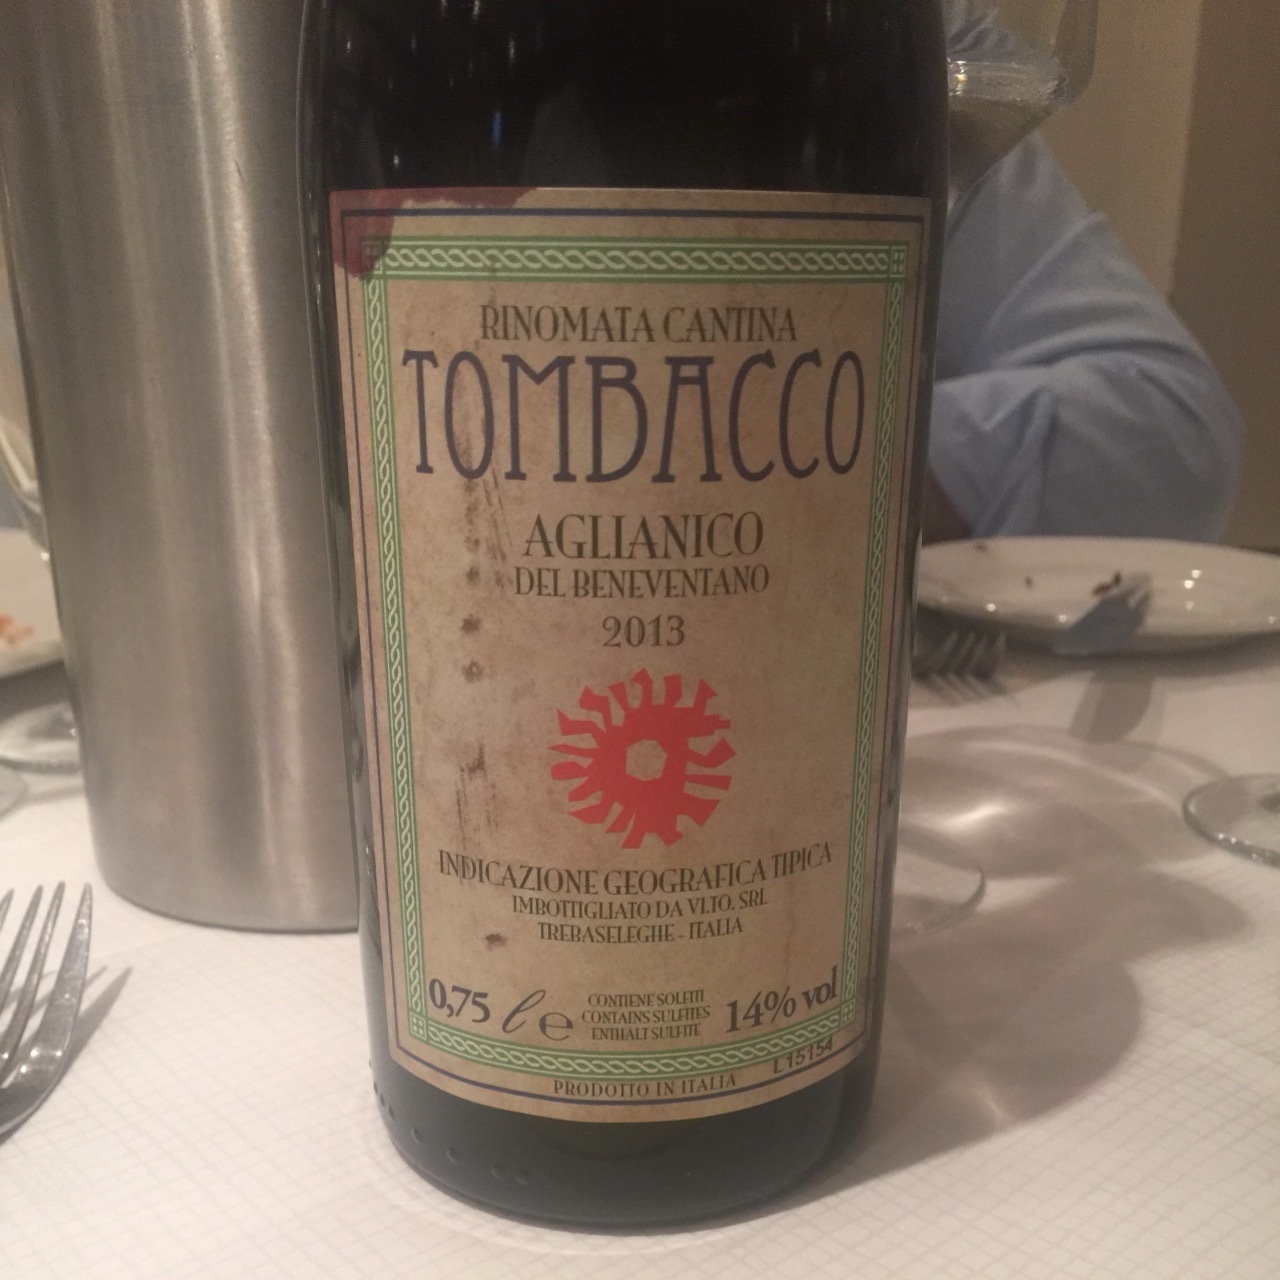 RINOMATA CANTINA
TOMBACCO
AGLIANICO
DEL BENEVENTANO
2013
INDICAZIONE GEOGRAFICA TIPICA
IMBOTTIGLIATO DA VI.TO. SRL
TREBASELEGHE - ITALIA
0,75 l e
CONTIENE SOLFITI
CONTAINS SULFITES
ENTHALT SULFITE
14% vol
L15154
PRODOTTO IN ITALIA